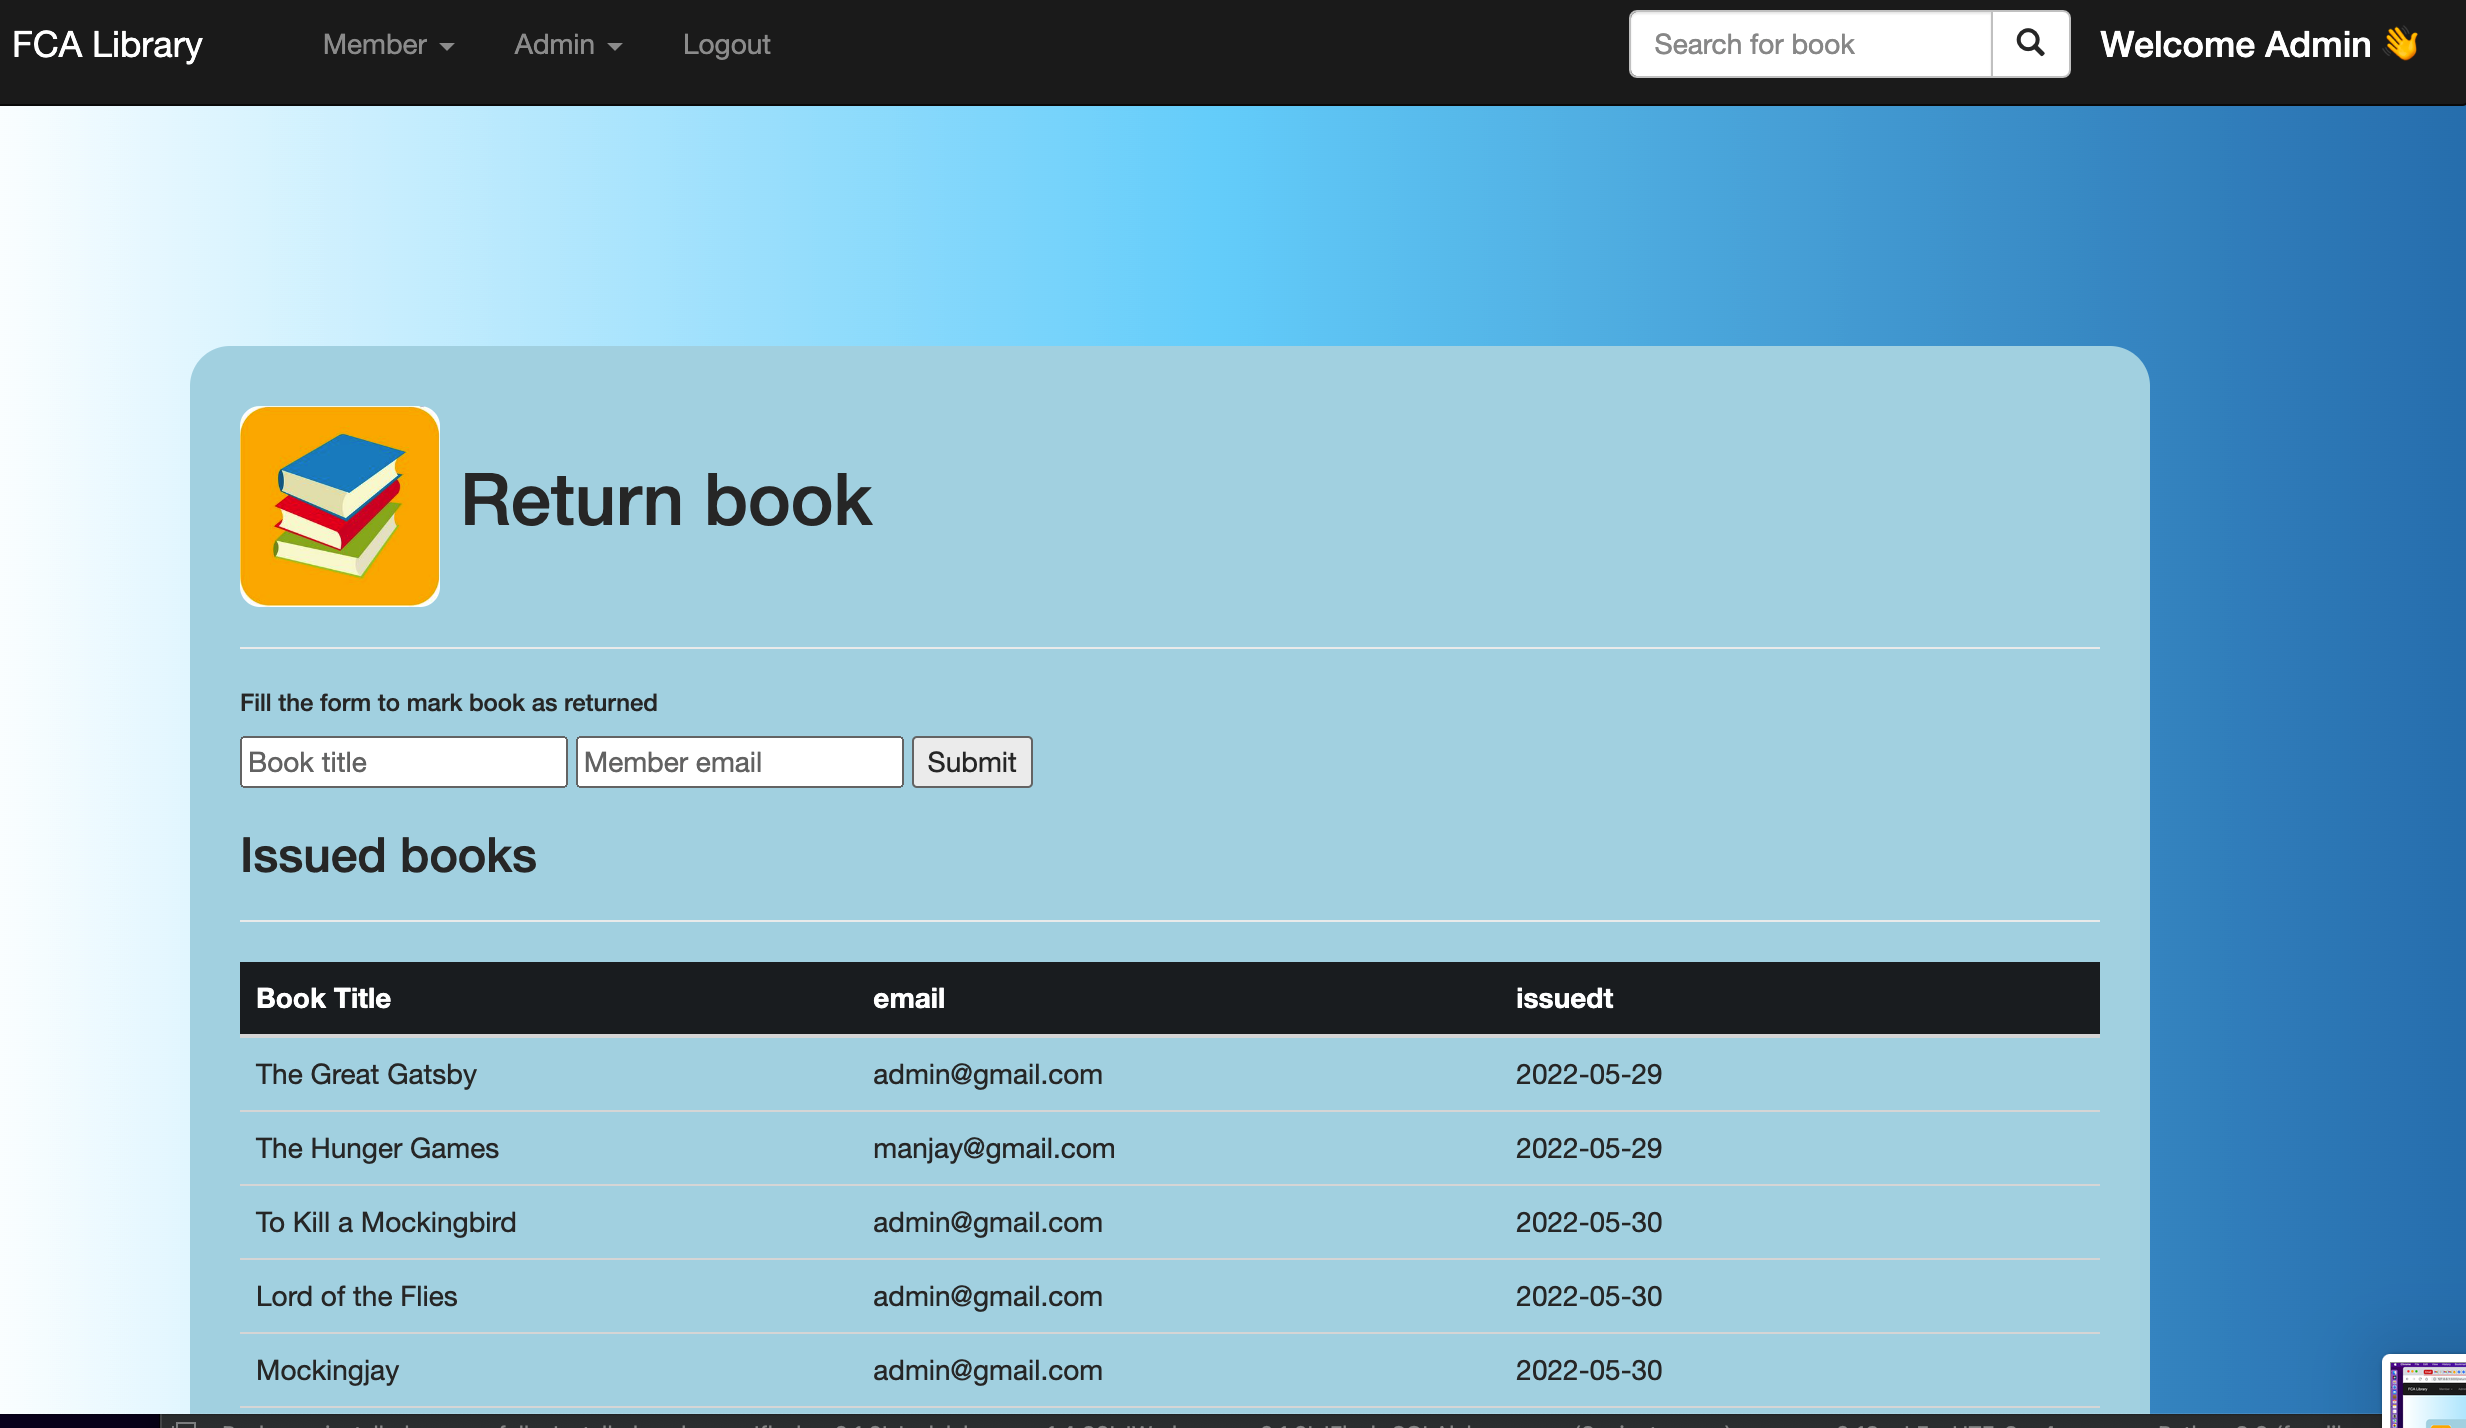 FCA Library Member Admin Logout Search for book Welcome Admin 👋
Return book
Fill the form to mark book as returned
Book title Member email Submit
Issued books
Book Title email issuedt
The Great Gatsby admin@gmail.com 2022-05-29
The Hunger Games manjay@gmail.com 2022-05-29
To Kill a Mockingbird admin@gmail.com 2022-05-30
Lord of the Flies admin@gmail.com 2022-05-30
Mockingjay admin@gmail.com 2022-05-30